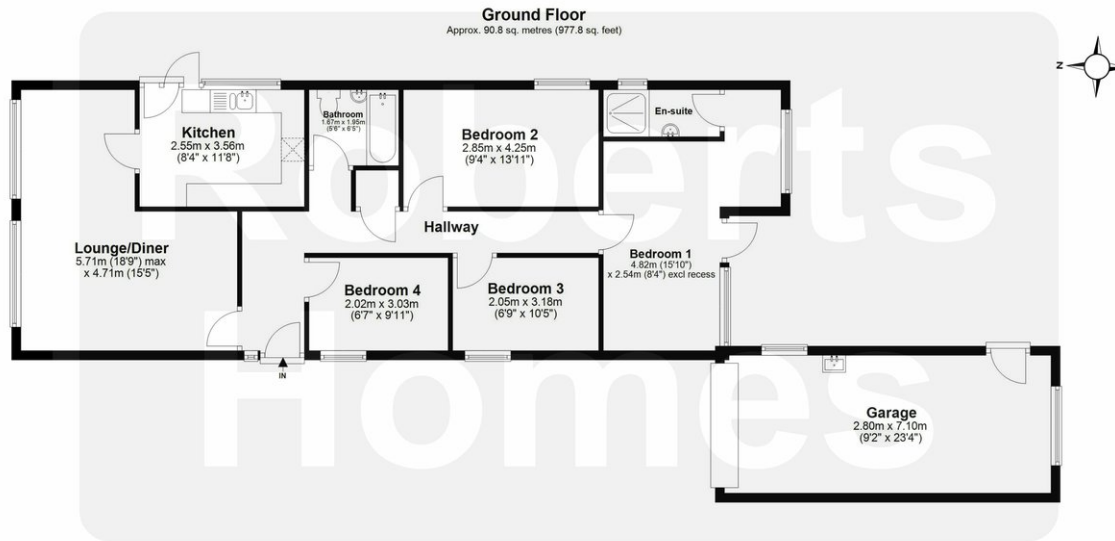 Ground Floor
Approx. 90.8 sq. metres (977.8 sq. feet)
N
Kitchen
2.55m x 3.56m
(8'4" x 11'8")
Bathroom
1.67m x 1.95m
(5'6" x 6'5")
Bedroom 2
2.85m x 4.25m
(9'4" x 13'11")
En-suite
Hallway
Lounge/Diner
5.71m (18'9") max
x 4.71m (15'5")
Bedroom 1
4.82m (15'10")
x 2.54m (8'4") excl recess
Bedroom 4
2.02m x 3.03m
(6'7" x 9'11")
Bedroom 3
2.05m x 3.18m
(6'9" x 10'5")
IN
Garage
2.80m x 7.10m
(9'2" x 23'4")
Roberts
Homes